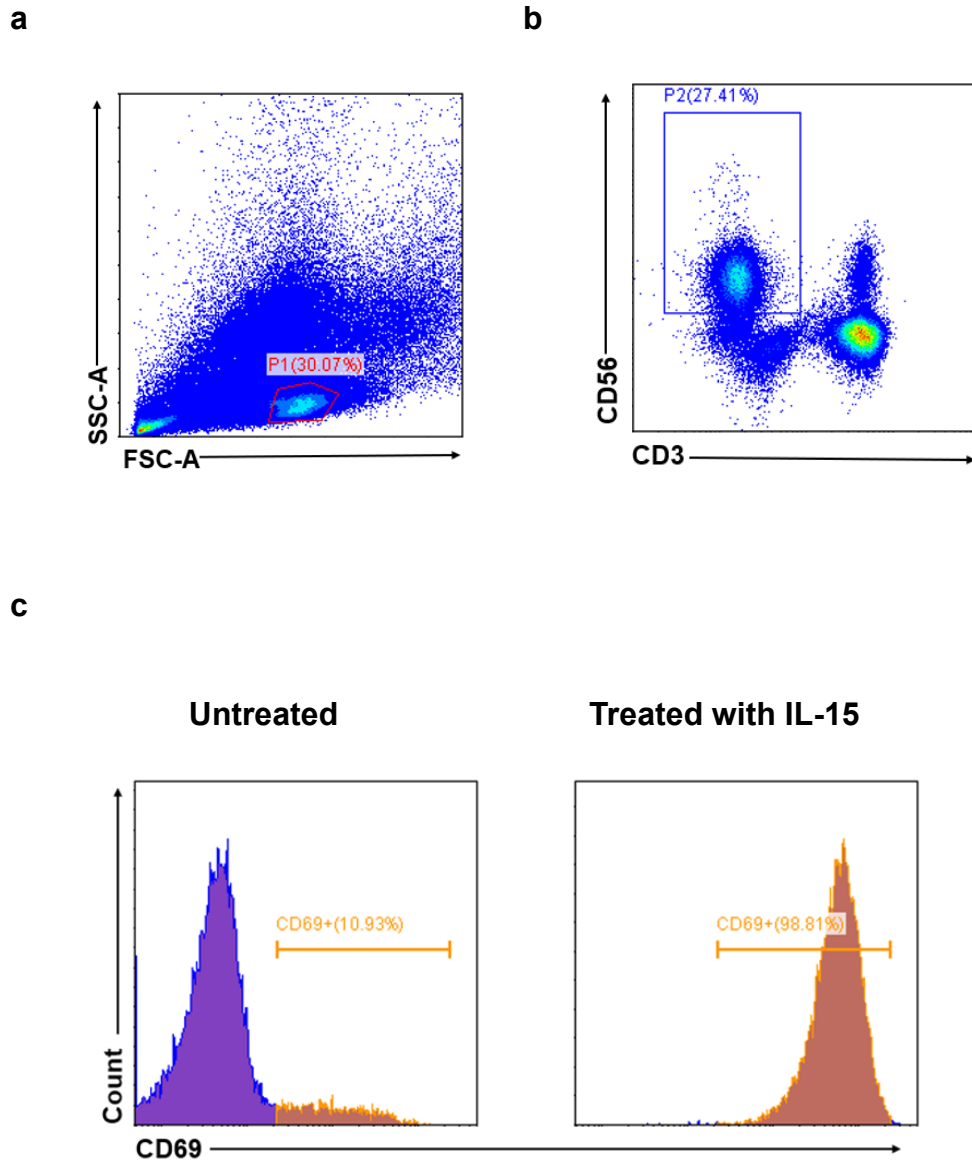 a
b
P1(30.07%)
SSC-A
FSC-A
P2(27.41%)
CD56
CD3
c
Untreated
Treated with IL-15
CD69+(10.93%)
CD69+(98.81%)
Count
CD69